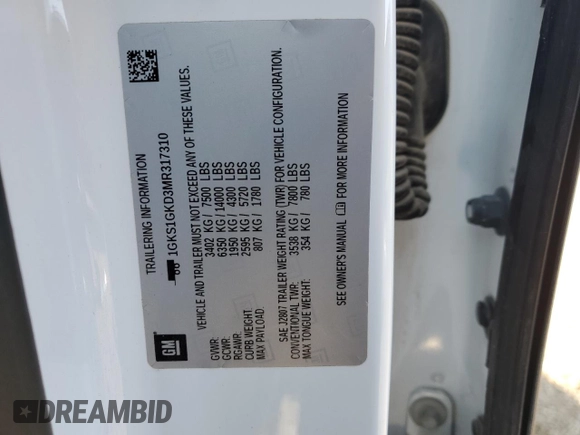 TRAILERING INFORMATION
1GKS1GKD3MR317310
VEHICLE AND TRAILER MUST NOT EXCEED ANY OF THESE VALUES.
GVWR: 3402 KG / 7500 LBS
GCWR: 6350 KG / 14000 LBS
RGAWR: 1950 KG / 4300 LBS
CURB WEIGHT: 2595 KG / 5720 LBS
MAX PAYLOAD: 807 KG / 1780 LBS
SAE J2807 TRAILER WEIGHT RATING (TWR) FOR VEHICLE CONFIGURATION.
CONVENTIONAL TWR: 3538 KG / 7800 LBS
MAX TONGUE WEIGHT: 354 KG / 780 LBS
SEE OWNER'S MANUAL FOR MORE INFORMATION
GM
DREAMBID